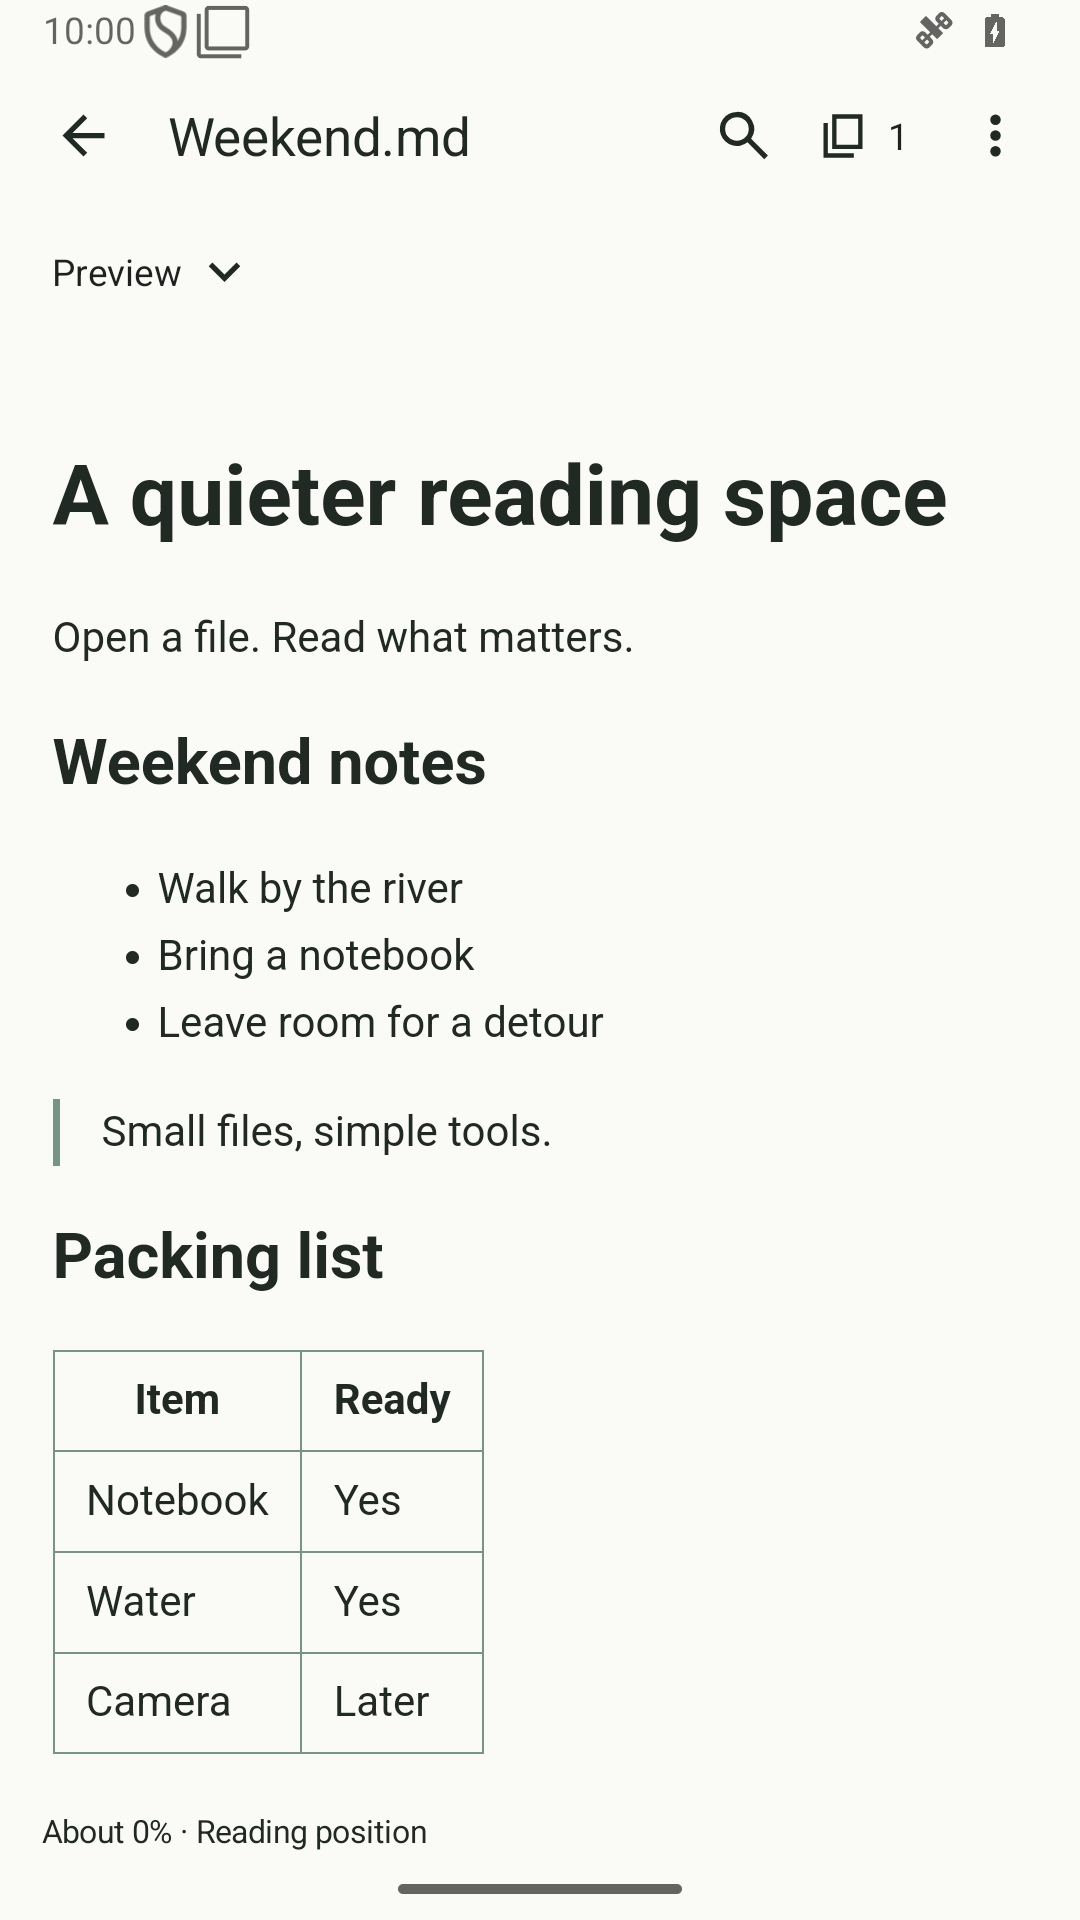 10:00
Weekend.md
1
Preview
A quieter reading space
Open a file. Read what matters.
Weekend notes
• Walk by the river
• Bring a notebook
• Leave room for a detour
Small files, simple tools.
Packing list
Item Ready
Notebook Yes
Water Yes
Camera Later
About 0% · Reading position